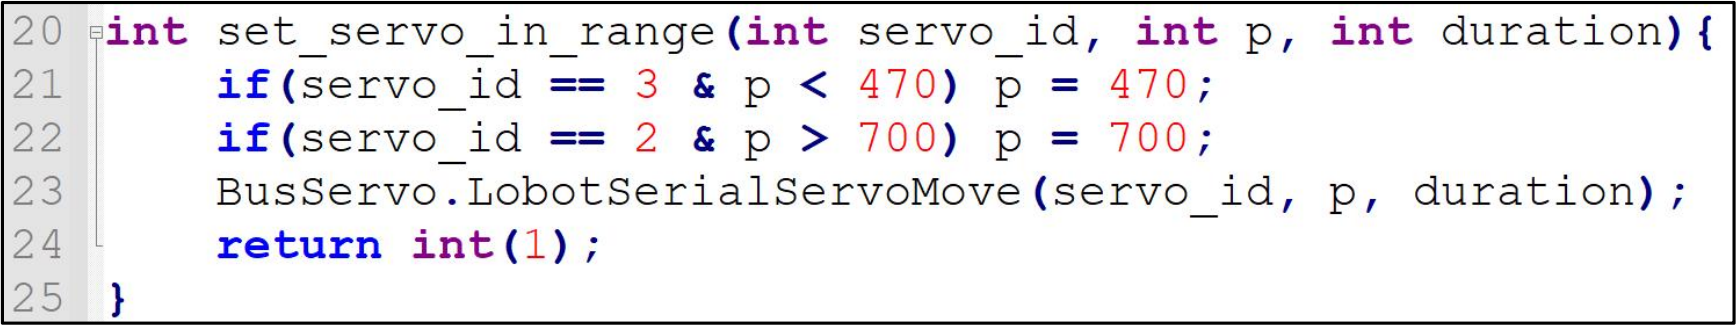 20 int set_servo_in_range(int servo_id, int p, int duration){
21 if(servo_id == 3 & p < 470) p = 470;
22 if(servo_id == 2 & p > 700) p = 700;
23 BusServo.LobotSerialServoMove(servo_id, p, duration);
24 return int(1);
25 }